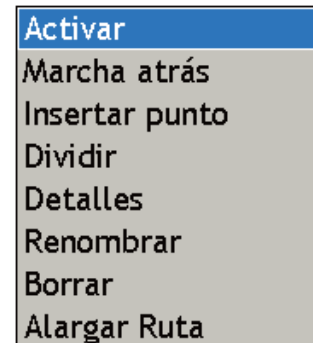 Activar
Marcha atrás
Insertar punto
Dividir
Detalles
Renombrar
Borrar
Alargar Ruta